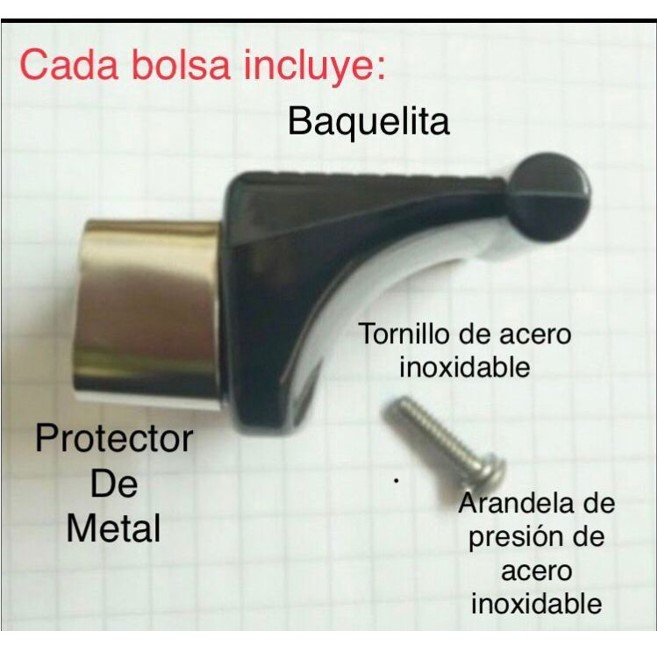 Cada bolsa incluye:
Baquelita
Tornillo de acero
inoxidable
Protector
De
Metal
Arandela de
presión de
acero
inoxidable